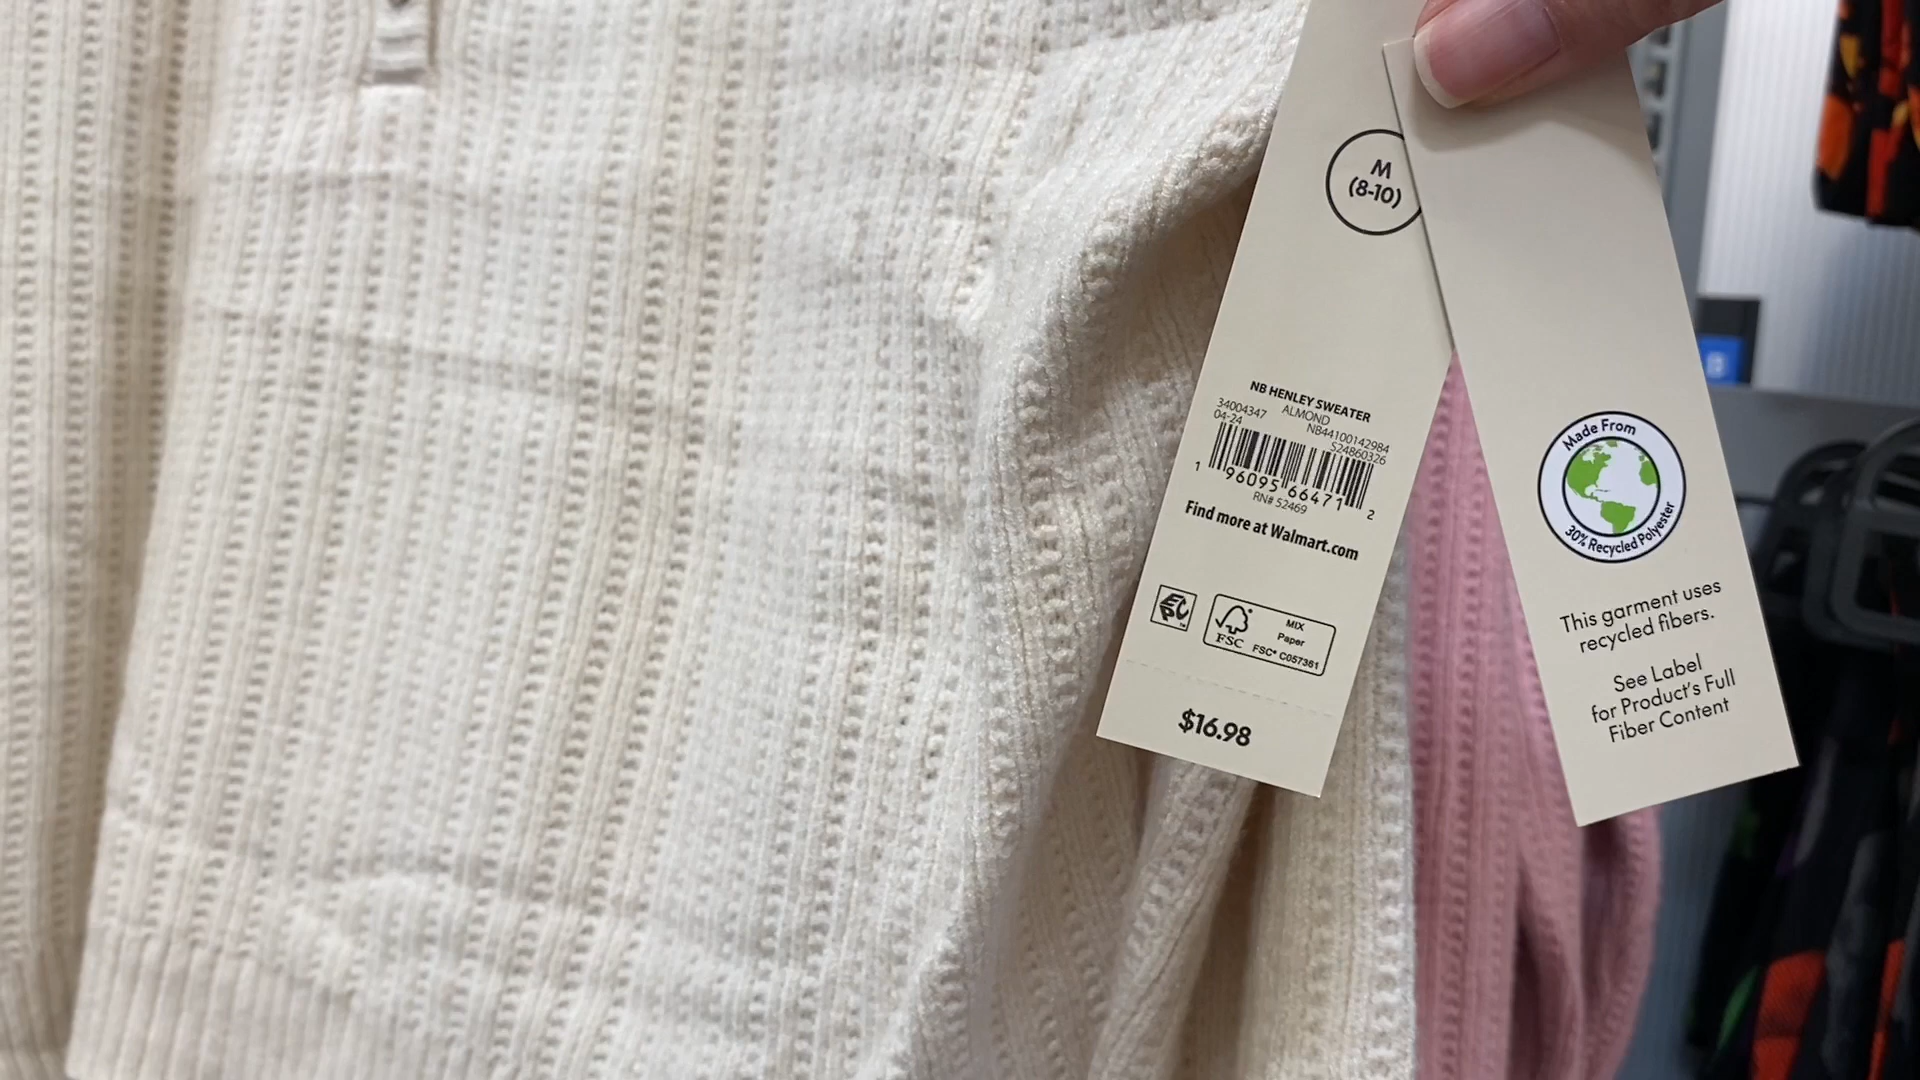 M
(8-10)
NB HENLEY SWEATER
34004347 ALMOND
04-24 NB44100142984
S24860326
1 96095 66471 2
RN# 52469
Find more at Walmart.com
EPC
FSC
MIX
Paper
FSC® C057361
$16.98
Made From
30% Recycled Polyester
This garment uses
recycled fibers.
See Label
for Product's Full
Fiber Content
B